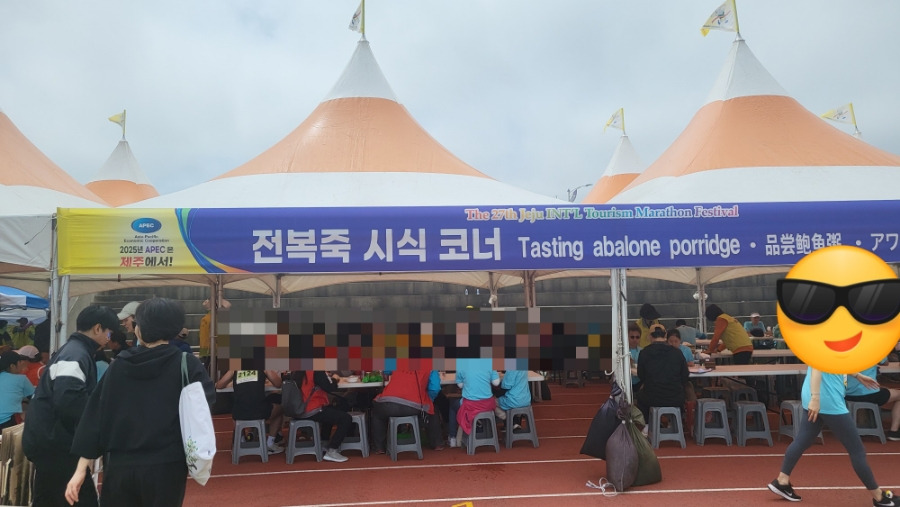 The 27th Jeju INT'L Tourism Marathon Festival
APEC
Asia-Pacific
Economic Cooperation
2025년 APEC은
제주에서!
전복죽 시식 코너 Tasting abalone porridge · 品尝鲍鱼粥 · アワ
2124